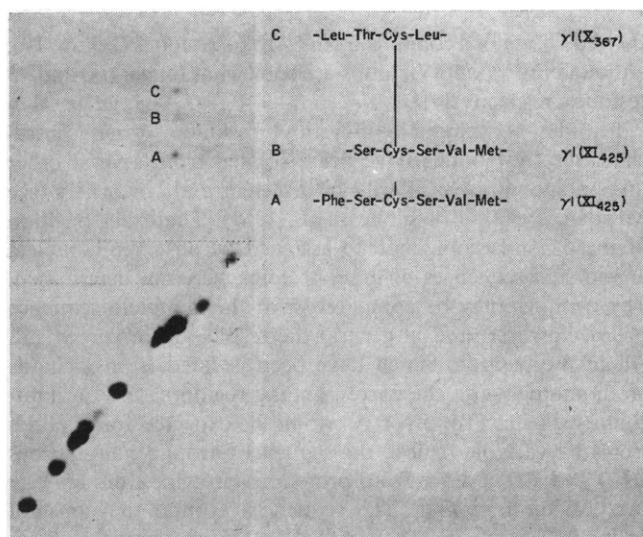 C -Leu-Thr-Cys-Leu- γI (X367)
C
B
A
B -Ser-Cys-Ser-Val-Met- γI (XI425)
A -Phe-Ser-Cys-Ser-Val-Met- γI (XI425)